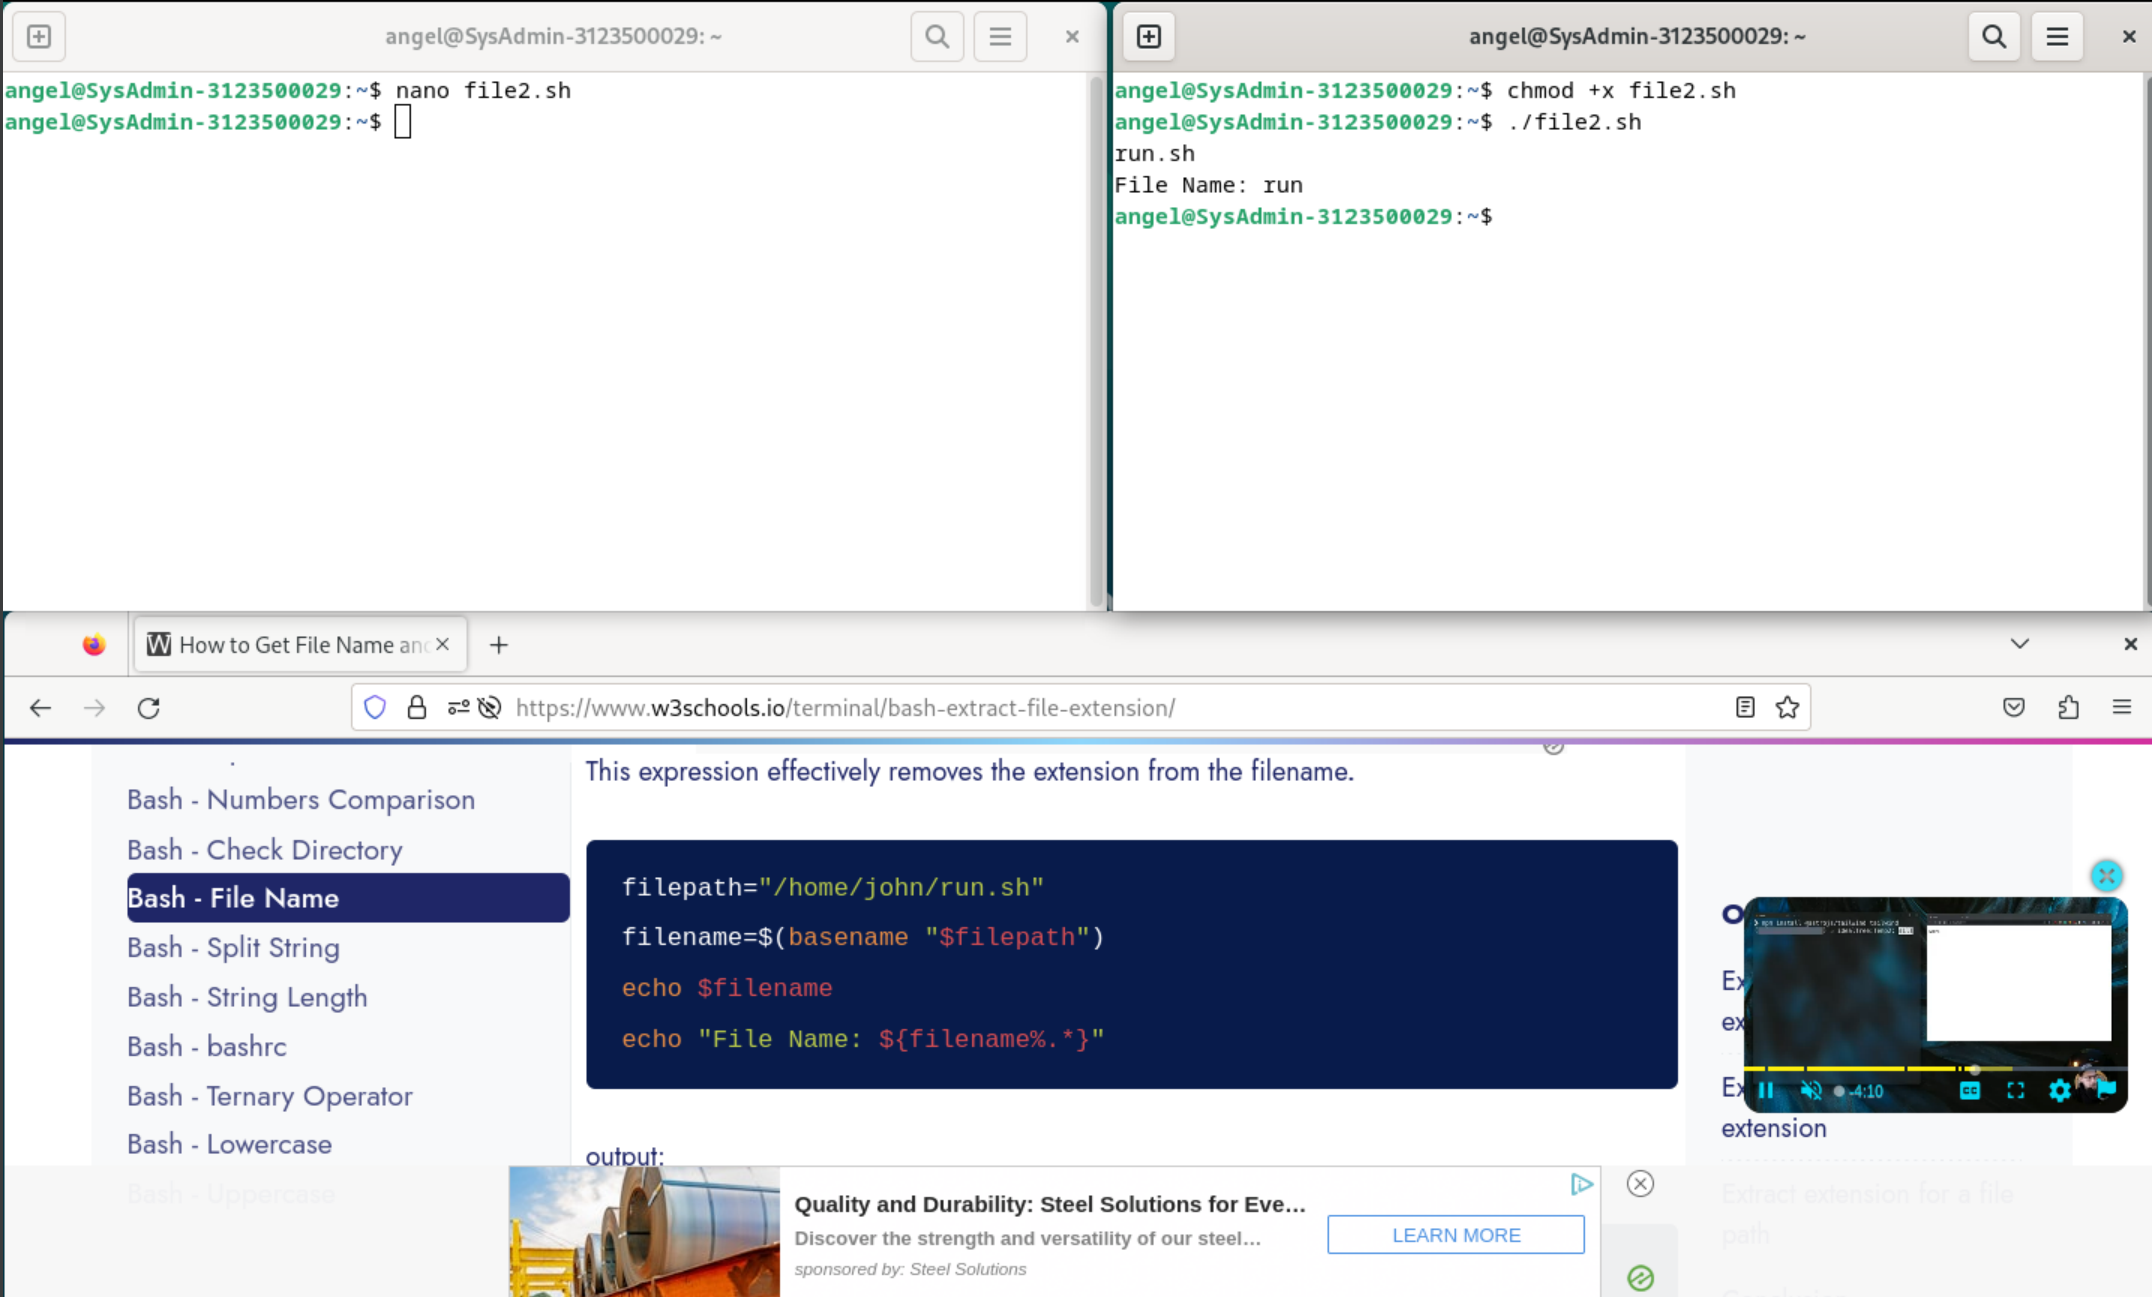 angel@SysAdmin-3123500029: ~
angel@SysAdmin-3123500029:~$ nano file2.sh
angel@SysAdmin-3123500029:~$
angel@SysAdmin-3123500029: ~
angel@SysAdmin-3123500029:~$ chmod +x file2.sh
angel@SysAdmin-3123500029:~$ ./file2.sh
run.sh
File Name: run
angel@SysAdmin-3123500029:~$
How to Get File Name and
https://www.w3schools.io/terminal/bash-extract-file-extension/
Bash - Numbers Comparison
Bash - Check Directory
Bash - File Name
Bash - Split String
Bash - String Length
Bash - bashrc
Bash - Ternary Operator
Bash - Lowercase
Bash - Uppercase
This expression effectively removes the extension from the filename.
filepath="/home/john/run.sh"
filename=$(basename "$filepath")
echo $filename
echo "File Name: ${filename%.*}"
output:
Ex
ex
Ex
extension
Extract extension for a file
path
-4:10
Quality and Durability: Steel Solutions for Eve...
Discover the strength and versatility of our steel...
sponsored by: Steel Solutions
LEARN MORE